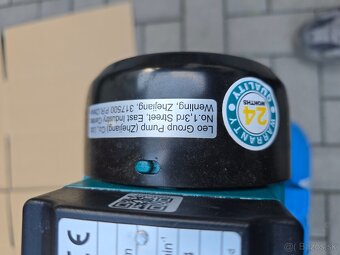 Leo Group Pump (Zhejiang) Co., Ltd.
No.1,3rd Street, East Industry Centre
Wenling, Zhejiang, 317500 P.R.China
24
MONTHS
WARRANTY
QUALITY
CE